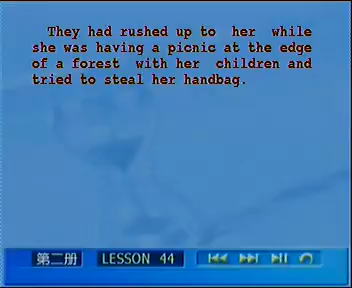 They had rushed up to her while
she was having a picnic at the edge
of a forest with her children and
tried to steal her handbag.
第二册 LESSON 44